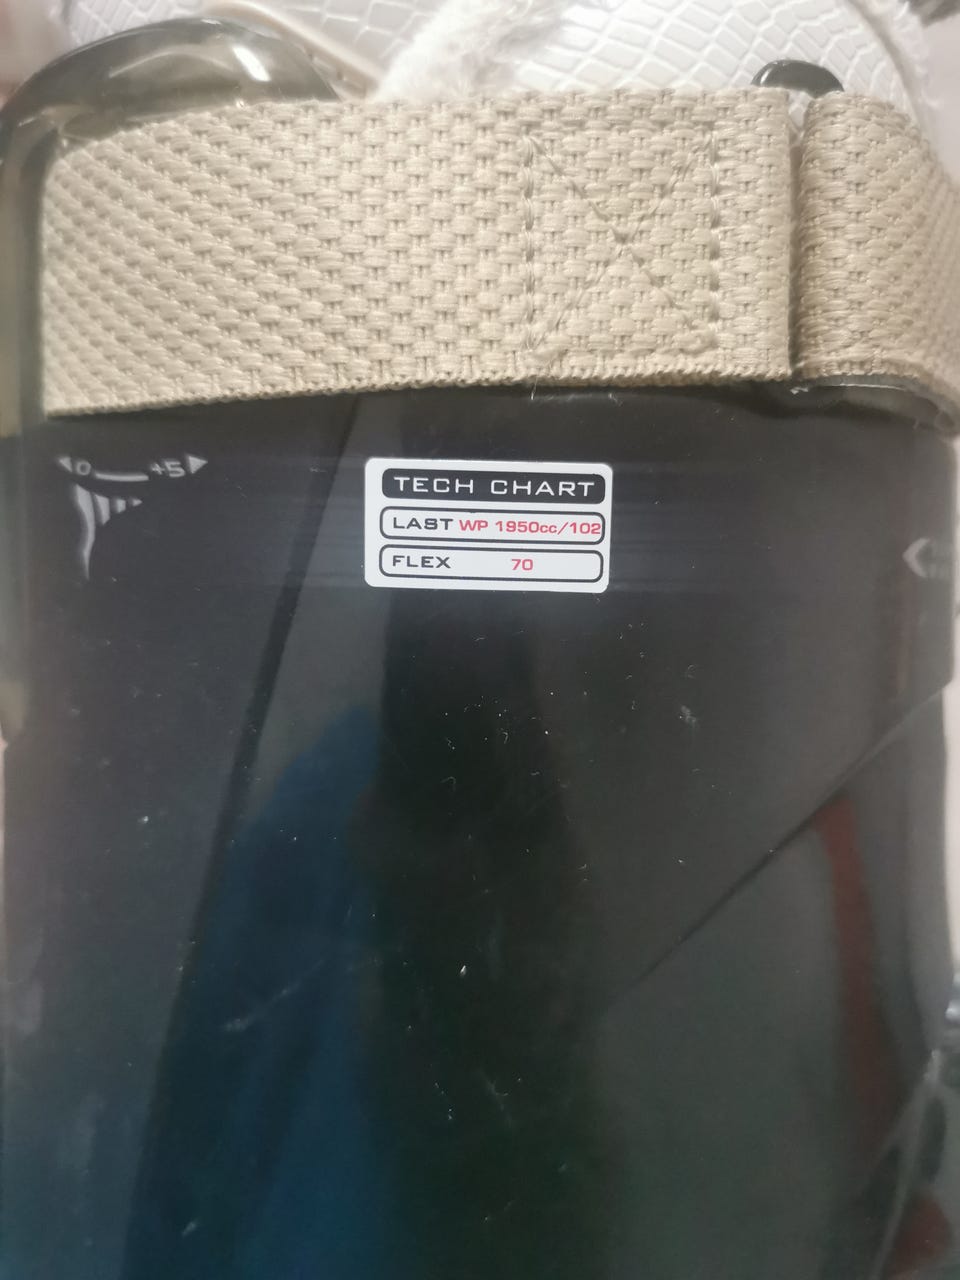 0 +5
TECH CHART
LAST WP 1950cc/102
FLEX 70